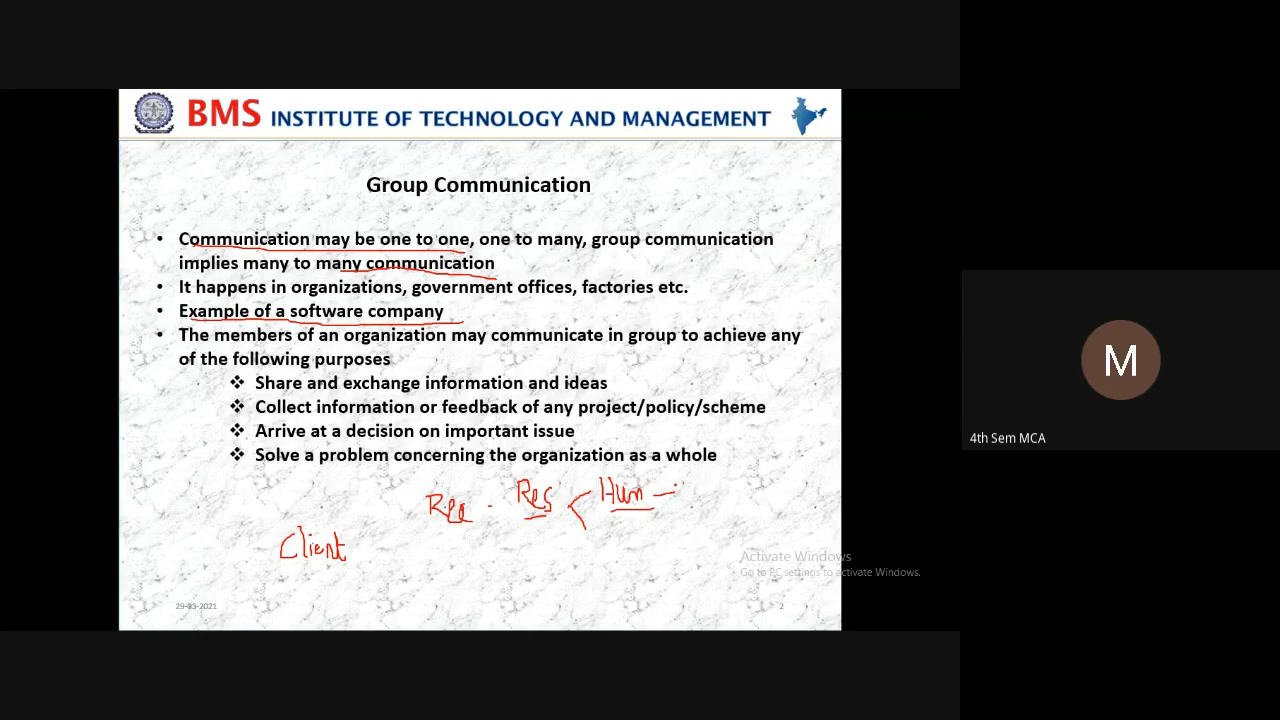 BMS INSTITUTE OF TECHNOLOGY AND MANAGEMENT
Group Communication
• Communication may be one to one, one to many, group communication
implies many to many communication
• It happens in organizations, government offices, factories etc.
• Example of a software company
• The members of an organization may communicate in group to achieve any
of the following purposes
❖ Share and exchange information and ideas
❖ Collect information or feedback of any project/policy/scheme
❖ Arrive at a decision on important issue
❖ Solve a problem concerning the organization as a whole
Req - Res < Hum -
Client
Activate Windows
Go to PC settings to activate Windows.
29-03-2021
2
M
4th Sem MCA